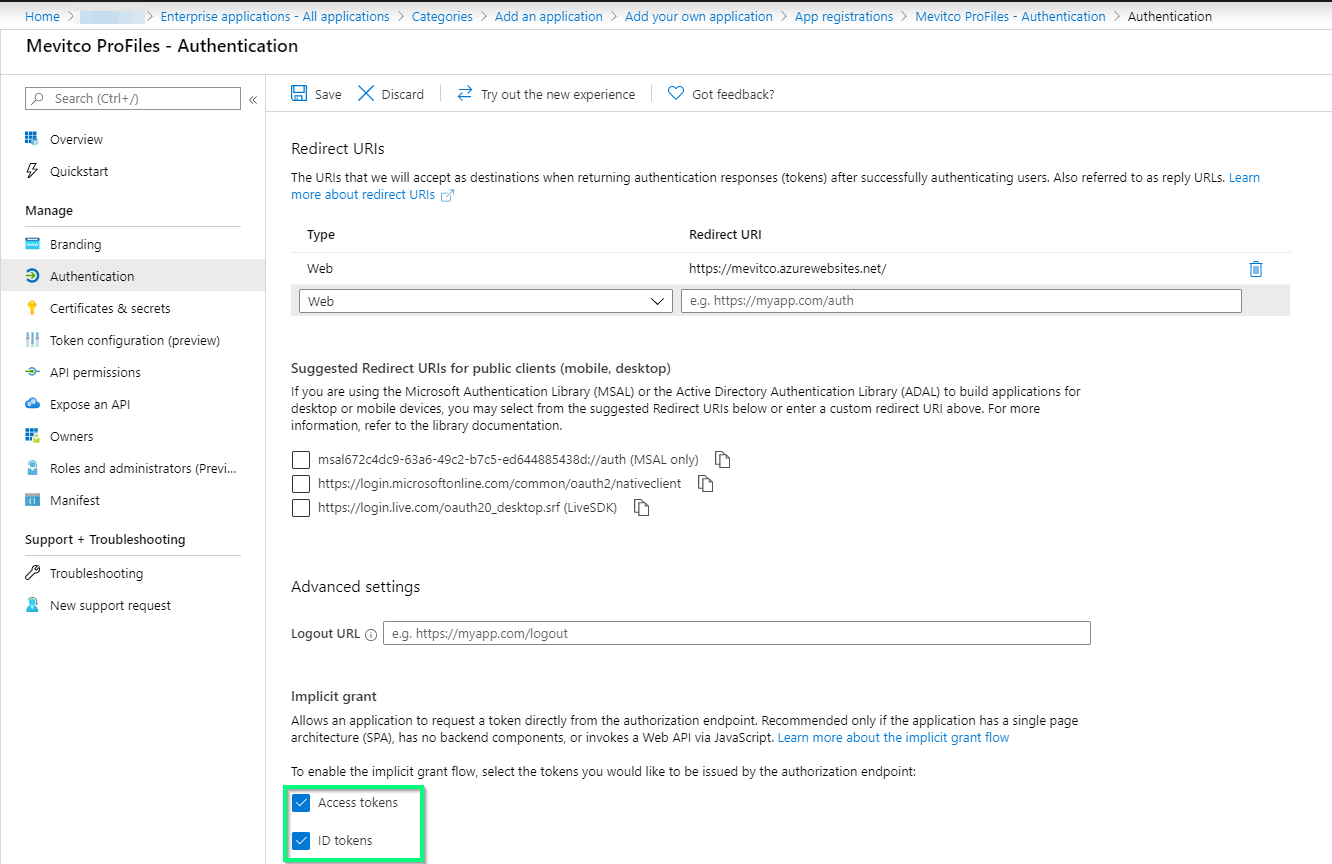 Home > > Enterprise applications - All applications > Categories > Add an application > Add your own application > App registrations > Mevitco ProFiles - Authentication > Authentication
Mevitco ProFiles - Authentication
Search (Ctrl+/)
«
Save
Discard
Try out the new experience
Got feedback?
Overview
Quickstart
Manage
Branding
Authentication
Certificates & secrets
Token configuration (preview)
API permissions
Expose an API
Owners
Roles and administrators (Previ...
Manifest
Support + Troubleshooting
Troubleshooting
New support request
Redirect URIs
The URIs that we will accept as destinations when returning authentication responses (tokens) after successfully authenticating users. Also referred to as reply URLs. Learn
more about redirect URIs
Type Redirect URI
Web https://mevitco.azurewebsites.net/
Web e.g. https://myapp.com/auth
Suggested Redirect URIs for public clients (mobile, desktop)
If you are using the Microsoft Authentication Library (MSAL) or the Active Directory Authentication Library (ADAL) to build applications for
desktop or mobile devices, you may select from the suggested Redirect URIs below or enter a custom redirect URI above. For more
information, refer to the library documentation.
msal672c4dc9-63a6-49c2-b7c5-ed644885438d://auth (MSAL only)
https://login.microsoftonline.com/common/oauth2/nativeclient
https://login.live.com/oauth20_desktop.srf (LiveSDK)
Advanced settings
Logout URL e.g. https://myapp.com/logout
Implicit grant
Allows an application to request a token directly from the authorization endpoint. Recommended only if the application has a single page
architecture (SPA), has no backend components, or invokes a Web API via JavaScript. Learn more about the implicit grant flow
To enable the implicit grant flow, select the tokens you would like to be issued by the authorization endpoint:
Access tokens
ID tokens